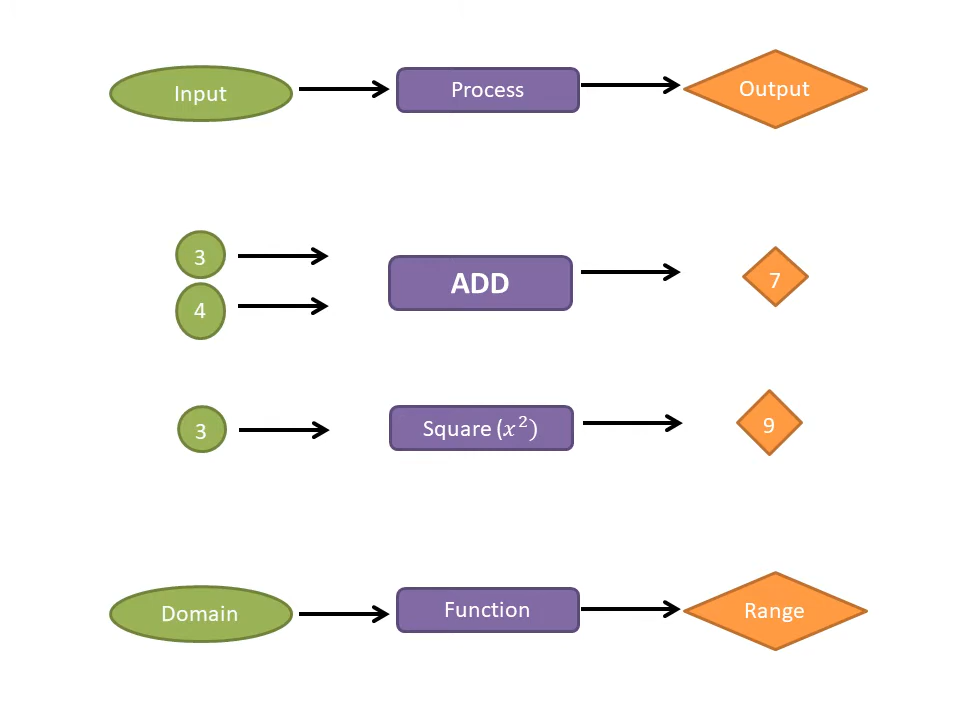 Input
Process
Output
3
4
ADD
7
3
Square (𝑥²)
9
Domain
Function
Range